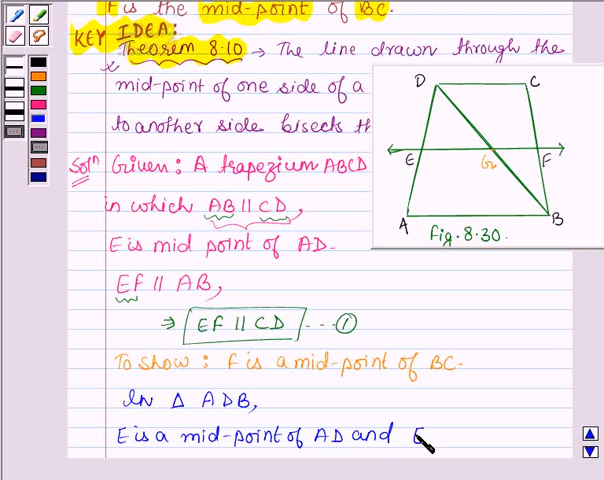 F is the mid-point of BC.
KEY IDEA:
Theorem 8.10 → The line drawn through the
mid-point of one side of a
to another side bisects th
Soln Given: A trapezium ABCD
in which AB || CD,
E is mid point of AD.
EF || AB,
⇒ EF || CD ---- ①
To show: F is a mid-point of BC-
In Δ ADB,
E is a mid-point of AD and E
D C
E G F
A B
Fig. 8.30.